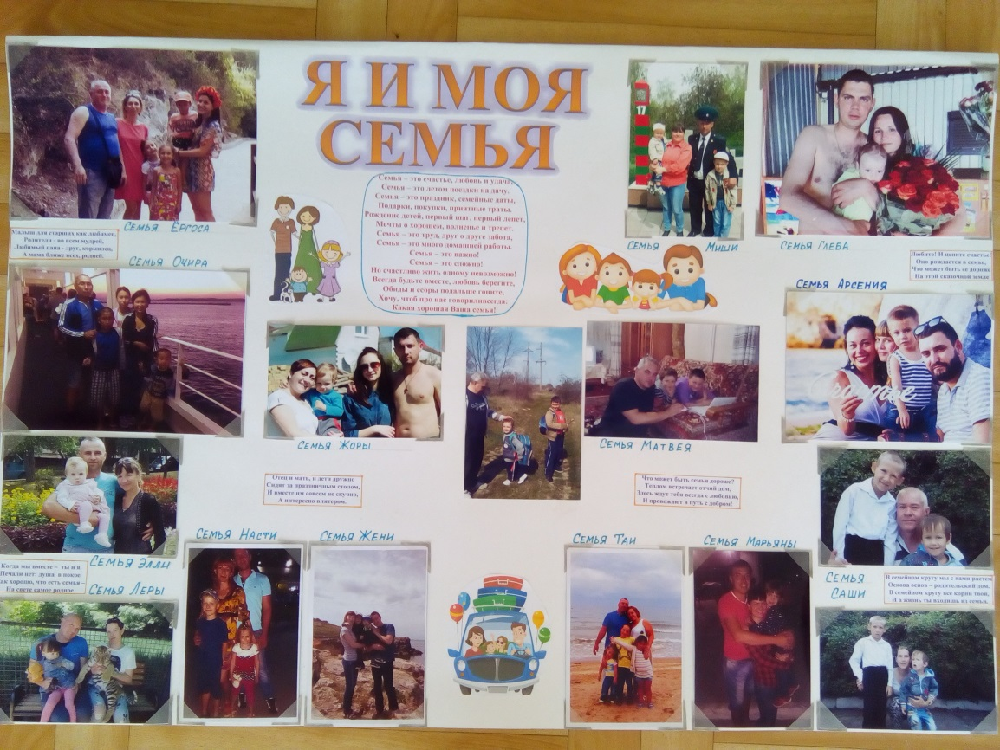 Я И МОЯ
СЕМЬЯ
Семья – это счастье, любовь и удача,
Семья – это летом поездки на дачу.
Семья – это праздник, семейные даты,
Подарки, покупки, приятные траты.
Рождение детей, первый шаг, первый лепет,
Мечты о хорошем, волненье и трепет.
Семья – это труд, друг о друге забота,
Семья – это много домашней работы.
Семья – это важно!
Семья – это сложно!
Но счастливо жить одному невозможно!
Всегда будьте вместе, любовь берегите,
Обиды и ссоры подальше гоните,
Хочу, чтоб про нас говориливсегда:
Какая хорошая Ваша семья!
17
СЕМЬЯ ЕРГОСА
Малыш для старших как любимец,
Родители - во всем мудрей,
Любимый папа - друг, кормилец,
А мама ближе всех, родней.
СЕМЬЯ ОЧИРА
СЕМЬЯ МИШИ
СЕМЬЯ ГЛЕБА
Любите! И цените счастье!
Оно рождается в семье,
Что может быть ее дороже
На этой сказочной земле
СЕМЬЯ АРСЕНИЯ
СЕМЬЯ ЖОРЫ
СЕМЬЯ МАТВЕЯ
Отец и мать, и дети дружно
Сидят за праздничным столом,
И вместе им совсем не скучно,
А интересно впятером.
Что может быть семьи дороже?
Теплом встречает отчий дом,
Здесь ждут тебя всегда с любовью,
И провожают в путь с добром!
СЕМЬЯ ЭЛЛИ
Когда мы вместе – ты и я,
Печали нет: душа в покое,
Как хорошо, что есть семья –
На свете самое родное
СЕМЬЯ ЛЕРЫ
СЕМЬЯ НАСТИ
СЕМЬЯ ЖЕНИ
СЕМЬЯ ТАИ
СЕМЬЯ МАРЬЯНЫ
СЕМЬЯ
САШИ
В семейном кругу мы с вами растем
Основа основ – родительский дом.
В семейном кругу все корни твои,
И в жизнь ты входишь из семьи.